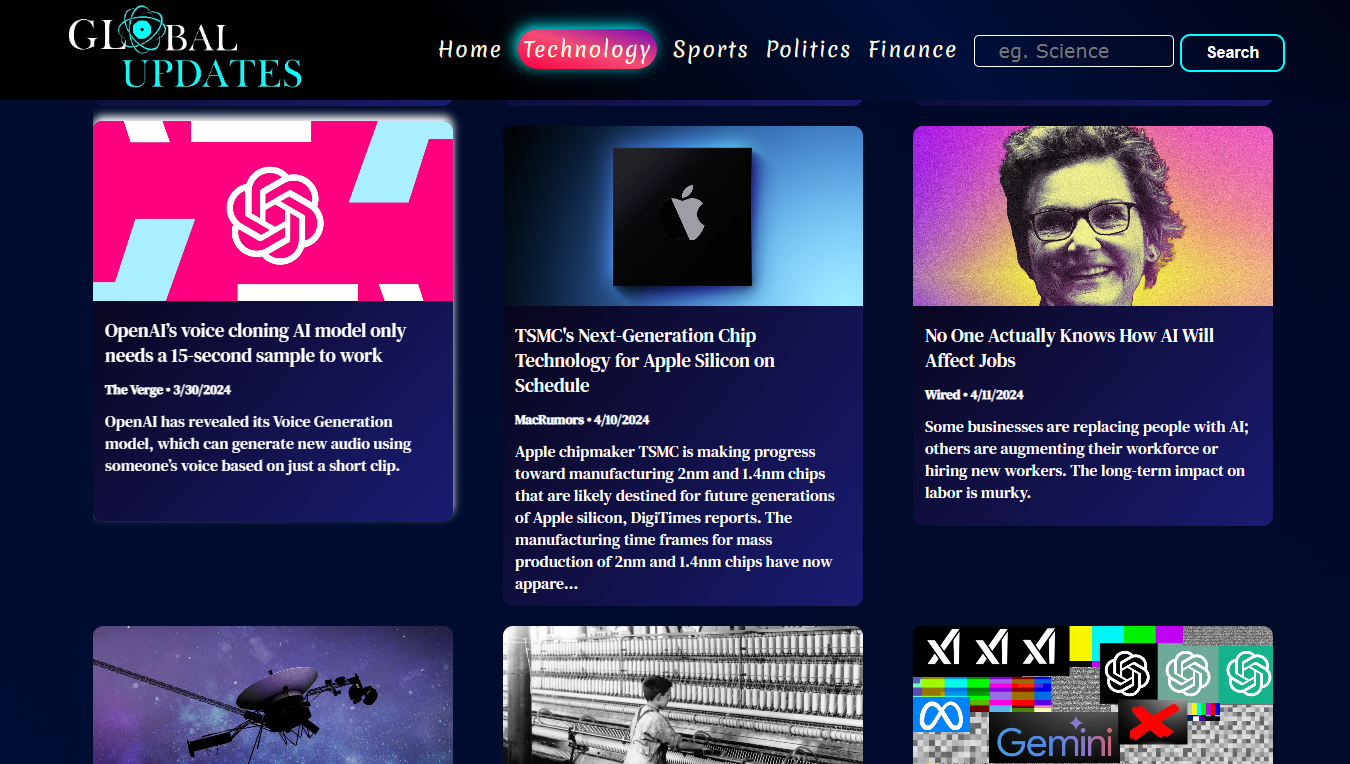 GLOBAL
UPDATES
Home Technology Sports Politics Finance eg. Science Search
OpenAI’s voice cloning AI model only
needs a 15-second sample to work
The Verge • 3/30/2024
OpenAI has revealed its Voice Generation
model, which can generate new audio using
someone’s voice based on just a short clip.
TSMC's Next-Generation Chip
Technology for Apple Silicon on
Schedule
MacRumors • 4/10/2024
Apple chipmaker TSMC is making progress
toward manufacturing 2nm and 1.4nm chips
that are likely destined for future generations
of Apple silicon, DigiTimes reports. The
manufacturing time frames for mass
production of 2nm and 1.4nm chips have now
appare...
No One Actually Knows How AI Will
Affect Jobs
Wired • 4/11/2024
Some businesses are replacing people with AI;
others are augmenting their workforce or
hiring new workers. The long-term impact on
labor is murky.
Gemini